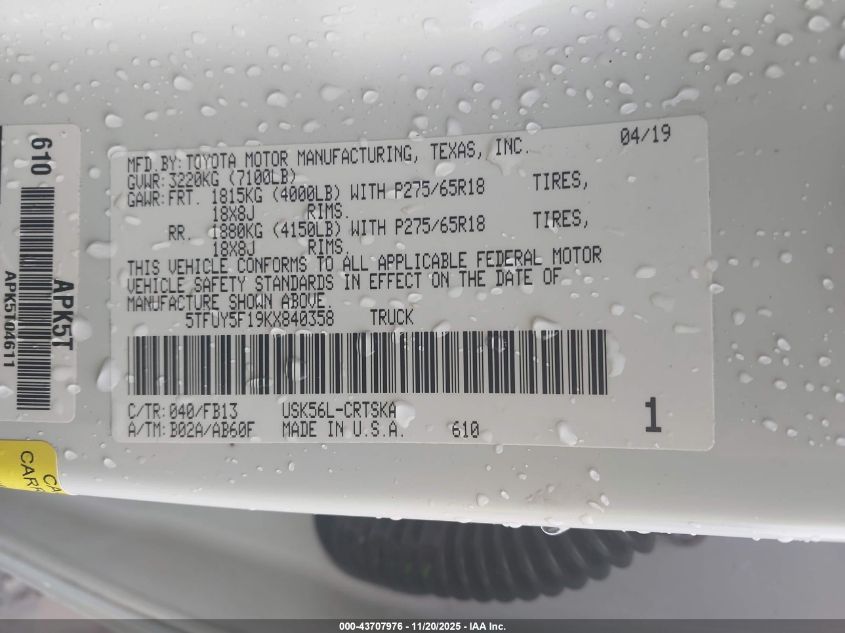 610
APK5T
APK5T04611
CA
CARA
MFD.BY:TOYOTA MOTOR MANUFACTURING, TEXAS, INC. 04/19
GVWR:3220KG (7100LB)
GAWR:FRT. 1815KG (4000LB) WITH P275/65R18 TIRES,
18X8J RIMS.
RR. 1880KG (4150LB) WITH P275/65R18 TIRES,
18X8J RIMS.
THIS VEHICLE CONFORMS TO ALL APPLICABLE FEDERAL MOTOR
VEHICLE SAFETY STANDARDS IN EFFECT ON THE DATE OF
MANUFACTURE SHOWN ABOVE.
5TFUY5F19KX840358 TRUCK
C/TR:040/FB13 USK56L-CRTSKA
A/TM:B02A/AB60F MADE IN U.S.A. 610 1
000-43707976 - 11/20/2025 - IAA Inc.